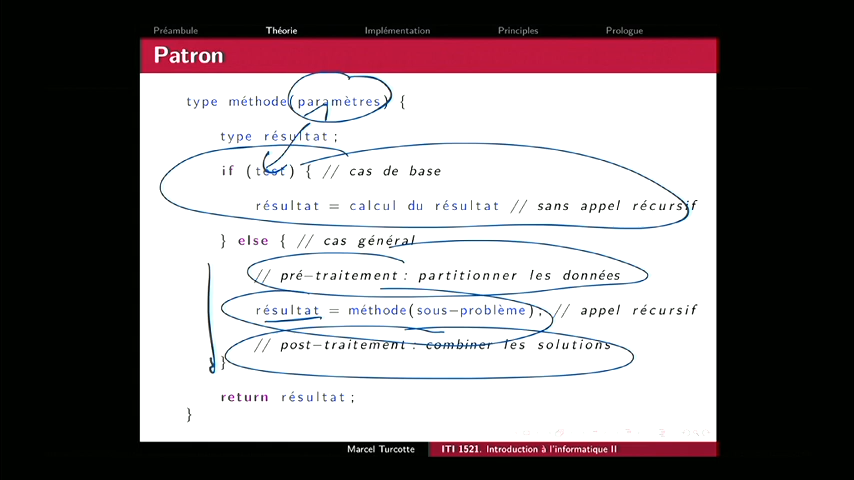 Préambule Théorie Implémentation Principles Prologue
Patron
type méthode(paramètres) {
type résultat;
if (test) { // cas de base
résultat = calcul du résultat // sans appel récursif
} else { // cas général
// pré-traitement : partitionner les données
résultat = méthode(sous-problème); // appel récursif
// post-traitement : combiner les solutions
}
return résultat;
}
Marcel Turcotte ITI 1521. Introduction à l'informatique II